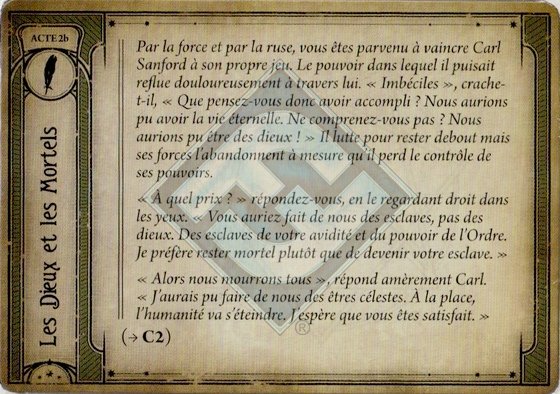 ACTE 2b
Les Dieux et les Mortels
Par la force et par la ruse, vous êtes parvenu à vaincre Carl
Sanford à son propre jeu. Le pouvoir dans lequel il puisait
reflue douloureusement à travers lui. « Imbéciles », crache-
t-il, « Que pensez-vous donc avoir accompli ? Nous aurions
pu avoir la vie éternelle. Ne comprenez-vous pas ? Nous
aurions pu être des dieux ! » Il lutte pour rester debout mais
ses forces l'abandonnent à mesure qu'il perd le contrôle de
ses pouvoirs.
« À quel prix ? » répondez-vous, en le regardant droit dans
les yeux. « Vous auriez fait de nous des esclaves, pas des
dieux. Des esclaves de votre avidité et du pouvoir de l'Ordre.
Je préfère rester mortel plutôt que de devenir votre esclave. »
« Alors nous mourrons tous », répond amèrement Carl.
« J'aurais pu faire de nous des êtres célestes. À la place,
l'humanité va s'éteindre. J'espère que vous êtes satisfait. »
(→ C2)
®